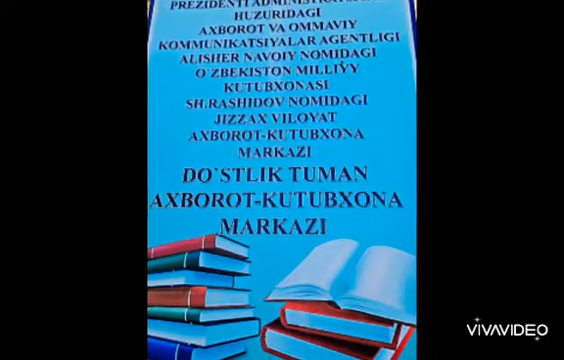 PREZIDENTI
HUZURIDAGI
AXBOROT VA OMMAVIY
KOMMUNIKATSIYALAR AGENTLIGI
ALISHER NAVOIY NOMIDAGI
O`ZBEKISTON MILLIY
KUTUBXONASI
SH.RASHIDOV NOMIDAGI
JIZZAX VILOYAT
AXBOROT-KUTUBXONA
MARKAZI
DO`STLIK TUMAN
AXBOROT-KUTUBXONA
MARKAZI
VIVAVIDEO